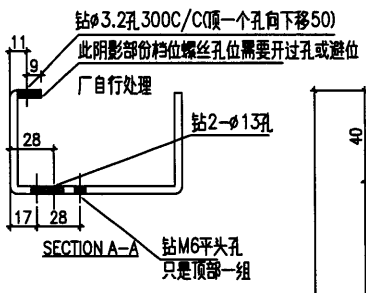 钻ø3.2孔300C/C(顶一个孔向下移50)
11
此阴影部份档位螺丝孔位需要开过孔或避位
9
厂自行处理
钻2-ø13孔
28
40
17
28
SECTION A-A
钻M6平头孔
只是顶部一组